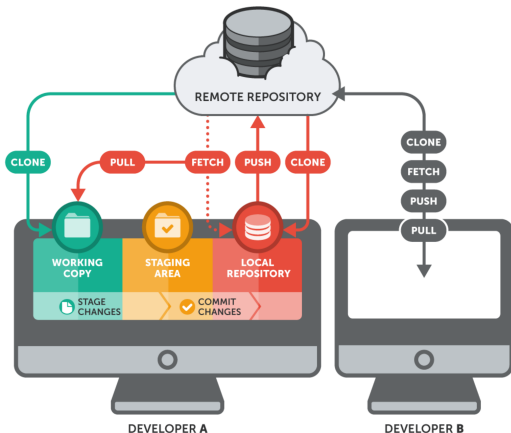 REMOTE REPOSITORY
CLONE
PULL
FETCH
PUSH
CLONE
CLONE
FETCH
PUSH
PULL
WORKING
COPY
STAGING
AREA
LOCAL
REPOSITORY
STAGE
CHANGES
COMMIT
CHANGES
DEVELOPER A
DEVELOPER B